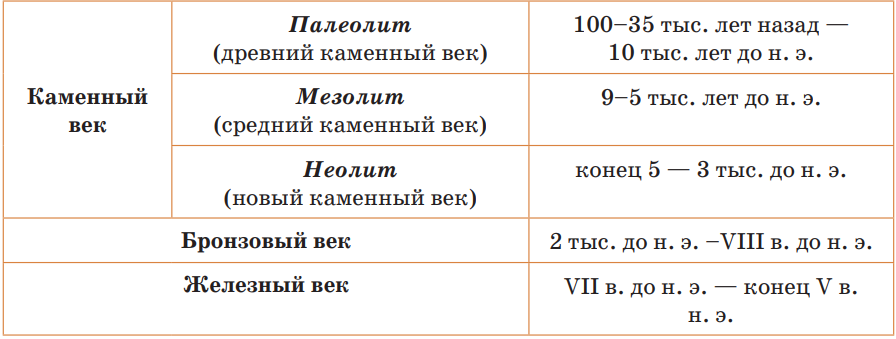 Каменный
век
Палеолит
(древний каменный век)
100–35 тыс. лет назад —
10 тыс. лет до н. э.
Мезолит
(средний каменный век)
9–5 тыс. лет до н. э.
Неолит
(новый каменный век)
конец 5 — 3 тыс. до н. э.
Бронзовый век
2 тыс. до н. э. –VIII в. до н. э.
Железный век
VII в. до н. э. — конец V в.
н. э.